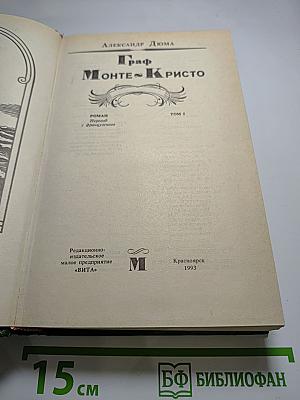 Александр Дюма
Граф
Монте~Кристо
РОМАН
Перевод
с французского
ТОМ I
Редакционно-
издательское
малое предприятие
«ВИТА»
М
Красноярск
1993
15 см
БФ БИБЛИОФАН